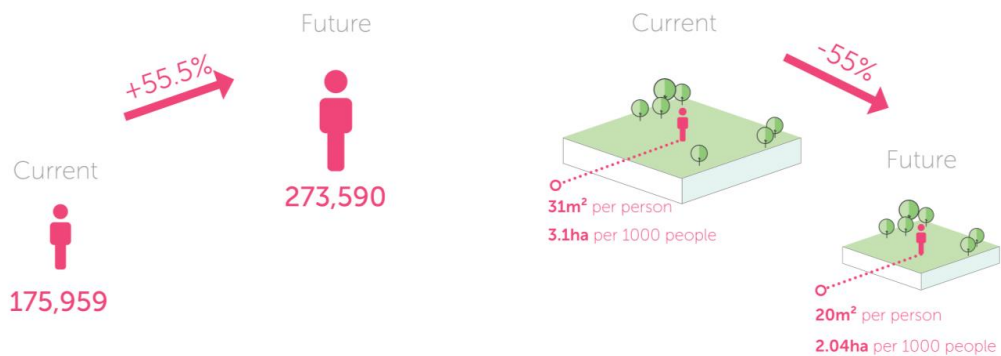 Current
+55.5%
Future
175,959
273,590
Current
-55%
Future
31m² per person
3.1ha per 1000 people
20m² per person
2.04ha per 1000 people